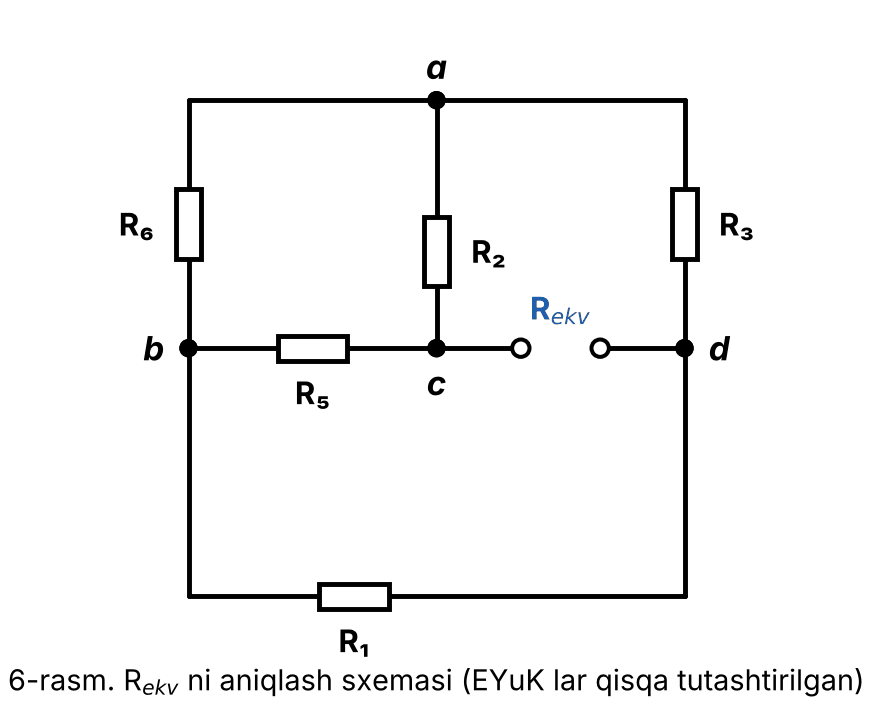 a
R₆
R₂
R₃
Rekv
b
d
R₅
c
R₁
6-rasm. Rekv ni aniqlash sxemasi (EYuK lar qisqa tutashtirilgan)